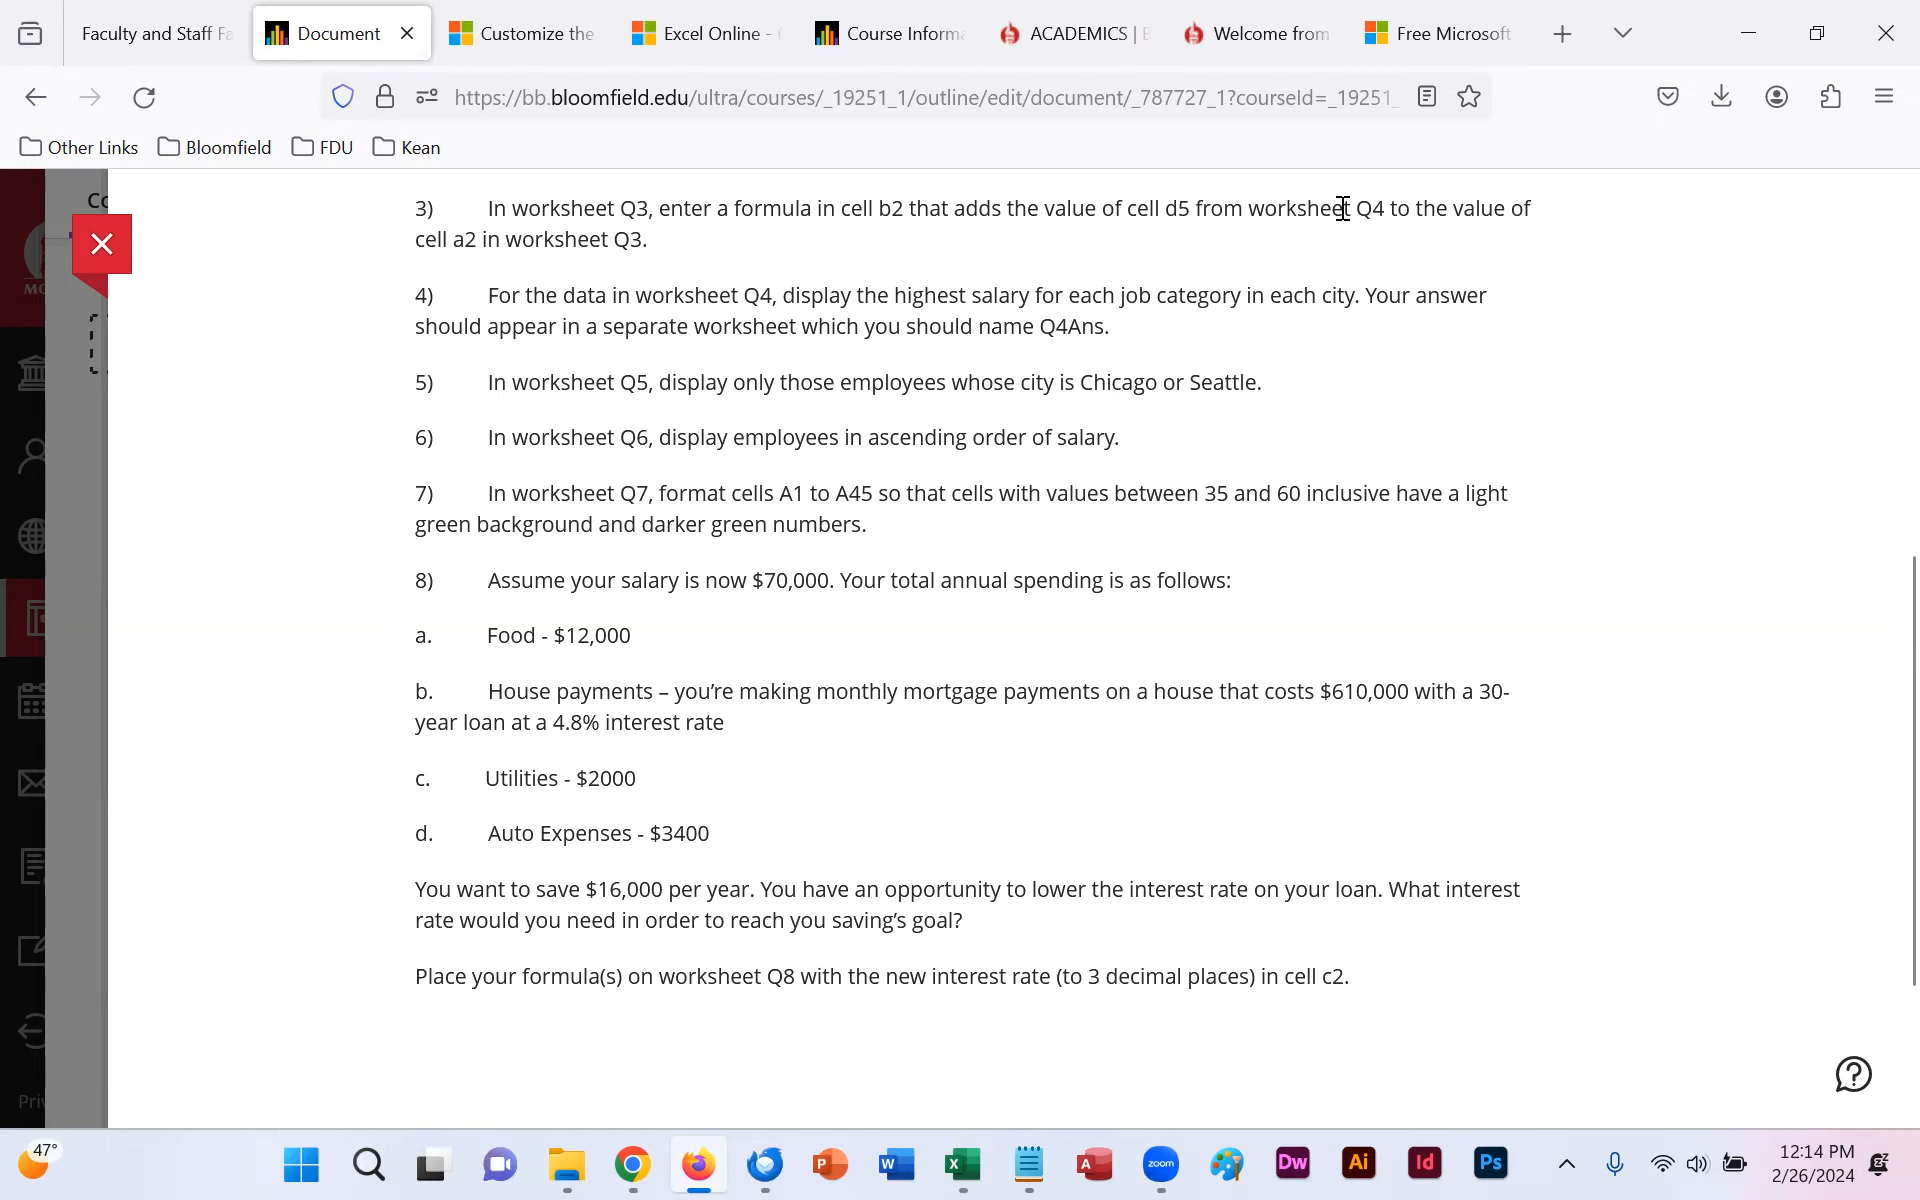 Faculty and Staff Fa
Document
Customize the
Excel Online -
Course Informa
ACADEMICS | B
Welcome from
Free Microsoft
https://bb.bloomfield.edu/ultra/courses/_19251_1/outline/edit/document/_787727_1?courseId=_19251_
Other Links
Bloomfield
FDU
Kean
Co
MO
3) In worksheet Q3, enter a formula in cell b2 that adds the value of cell d5 from worksheet Q4 to the value of
cell a2 in worksheet Q3.
4) For the data in worksheet Q4, display the highest salary for each job category in each city. Your answer
should appear in a separate worksheet which you should name Q4Ans.
5) In worksheet Q5, display only those employees whose city is Chicago or Seattle.
6) In worksheet Q6, display employees in ascending order of salary.
7) In worksheet Q7, format cells A1 to A45 so that cells with values between 35 and 60 inclusive have a light
green background and darker green numbers.
8) Assume your salary is now $70,000. Your total annual spending is as follows:
a. Food - $12,000
b. House payments – you’re making monthly mortgage payments on a house that costs $610,000 with a 30-
year loan at a 4.8% interest rate
c. Utilities - $2000
d. Auto Expenses - $3400
You want to save $16,000 per year. You have an opportunity to lower the interest rate on your loan. What interest
rate would you need in order to reach you saving’s goal?
Place your formula(s) on worksheet Q8 with the new interest rate (to 3 decimal places) in cell c2.
Priv
47°
P
W
X
A
zoom
Dw
Ai
Id
Ps
12:14 PM
2/26/2024